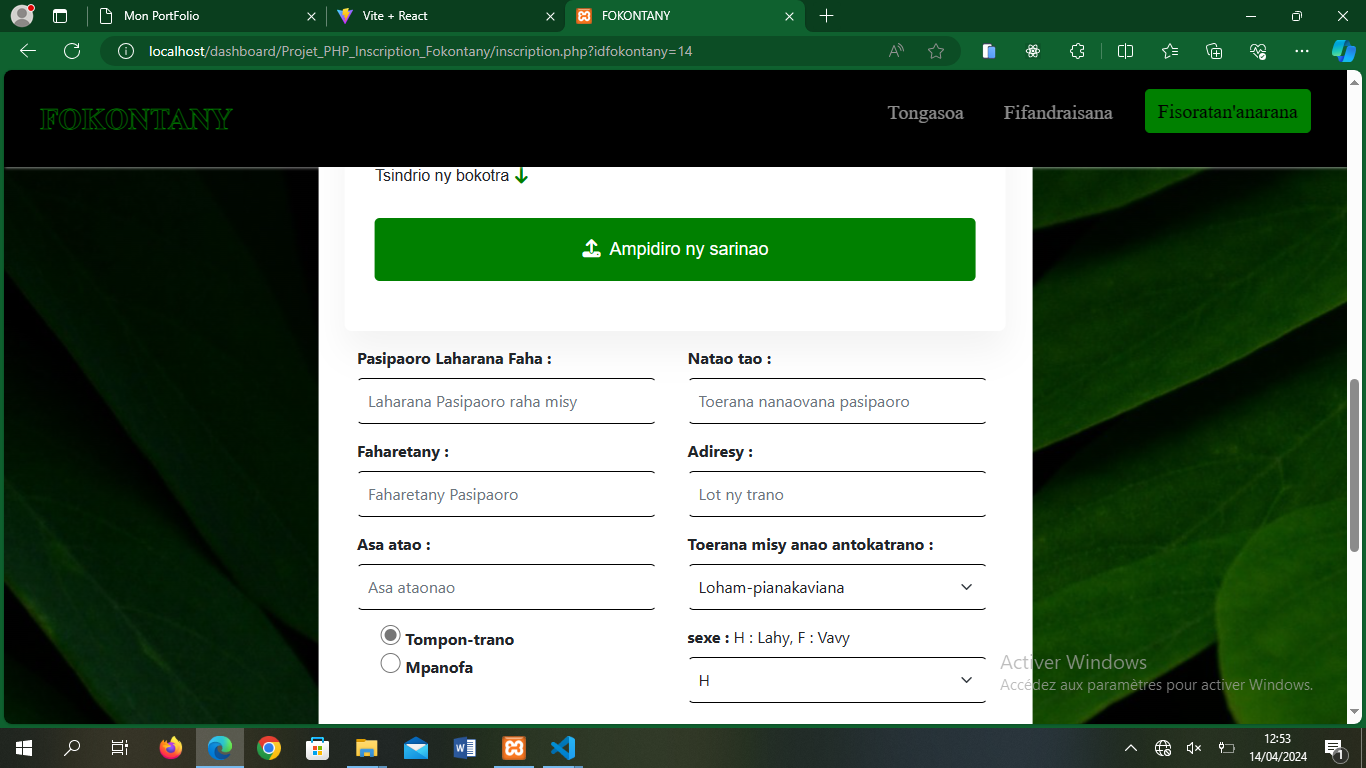 Mon PortFolio
Vite + React
FOKONTANY
localhost/dashboard/Projet_PHP_Inscription_Fokontany/inscription.php?idfokontany=14
FOKONTANY
Tongasoa
Fifandraisana
Fisoratan'anarana
Tsindrio ny bokotra
Ampidiro ny sarinao
Pasipaoro Laharana Faha :
Natao tao :
Laharana Pasipaoro raha misy
Toerana nanaovana pasipaoro
Faharetany :
Adiresy :
Faharetany Pasipaoro
Lot ny trano
Asa atao :
Toerana misy anao antokatrano :
Asa ataonao
Loham-pianakaviana
Tompon-trano
sexe : H : Lahy, F : Vavy
Mpanofa
H
Activer Windows
Accédez aux paramètres pour activer Windows.
12:53
14/04/2024
1